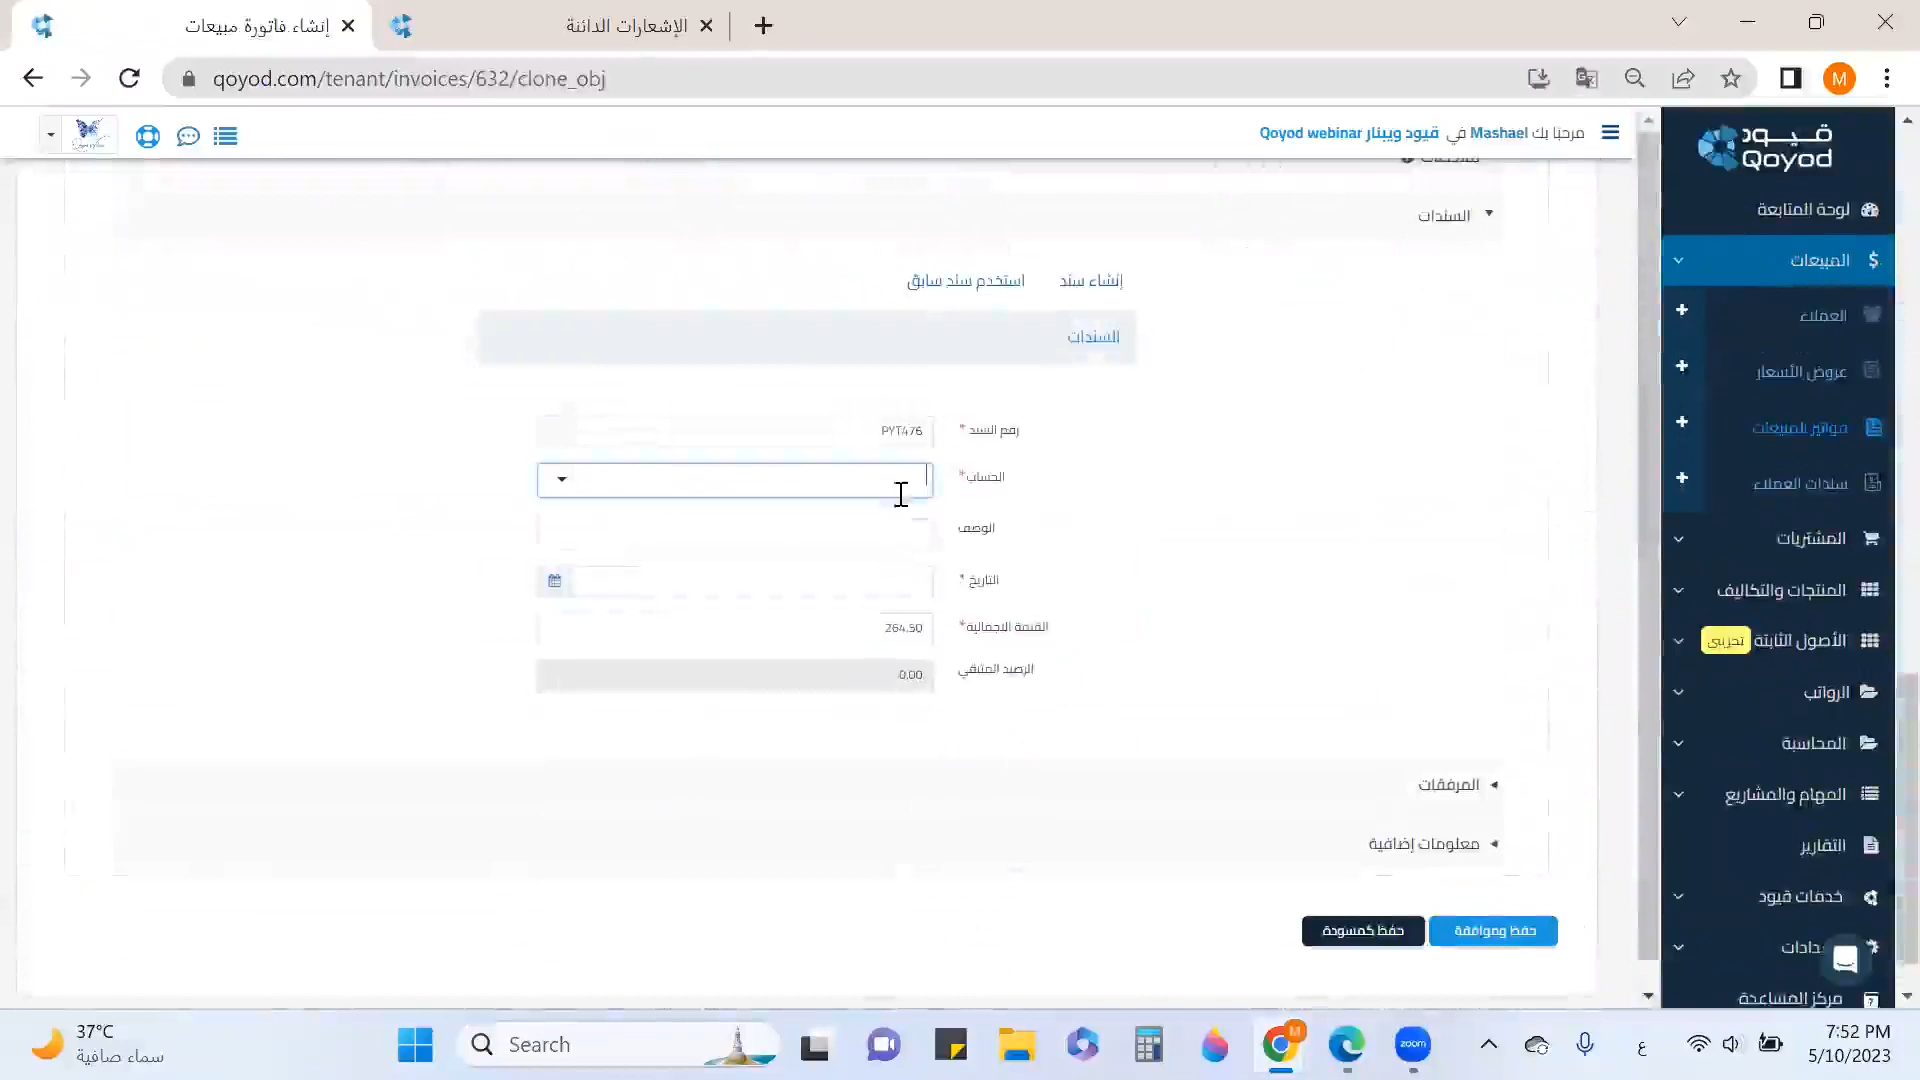 إنشاء فاتورة مبيعات
الإشعارات الدائنة
qoyod.com/tenant/invoices/632/clone_obj
M
مرحبًا بك Mashael في قيود ويبنار Qoyod webinar
قيود
Qoyod
لوحة المتابعة
المبيعات
العملاء
عروض الأسعار
فواتير المبيعات
سندات العملاء
المشتريات
المنتجات والتكاليف
الأصول الثابتة تجريبي
الرواتب
المحاسبة
المهام والمشاريع
التقارير
خدمات قيود
مركز المساعدة
السندات
إنشاء سند
استخدم سند سابق
السندات
رقم السند *
PYT476
الحساب *
الوصف
التاريخ *
القيمة الاجمالية *
264.50
الرصيد المتبقي
0.00
المرفقات
معلومات إضافية
حفظ وموافقة
حفظ كمسودة
37°C
سماء صافية
Search
M
zoom
ع
7:52 PM
5/10/2023